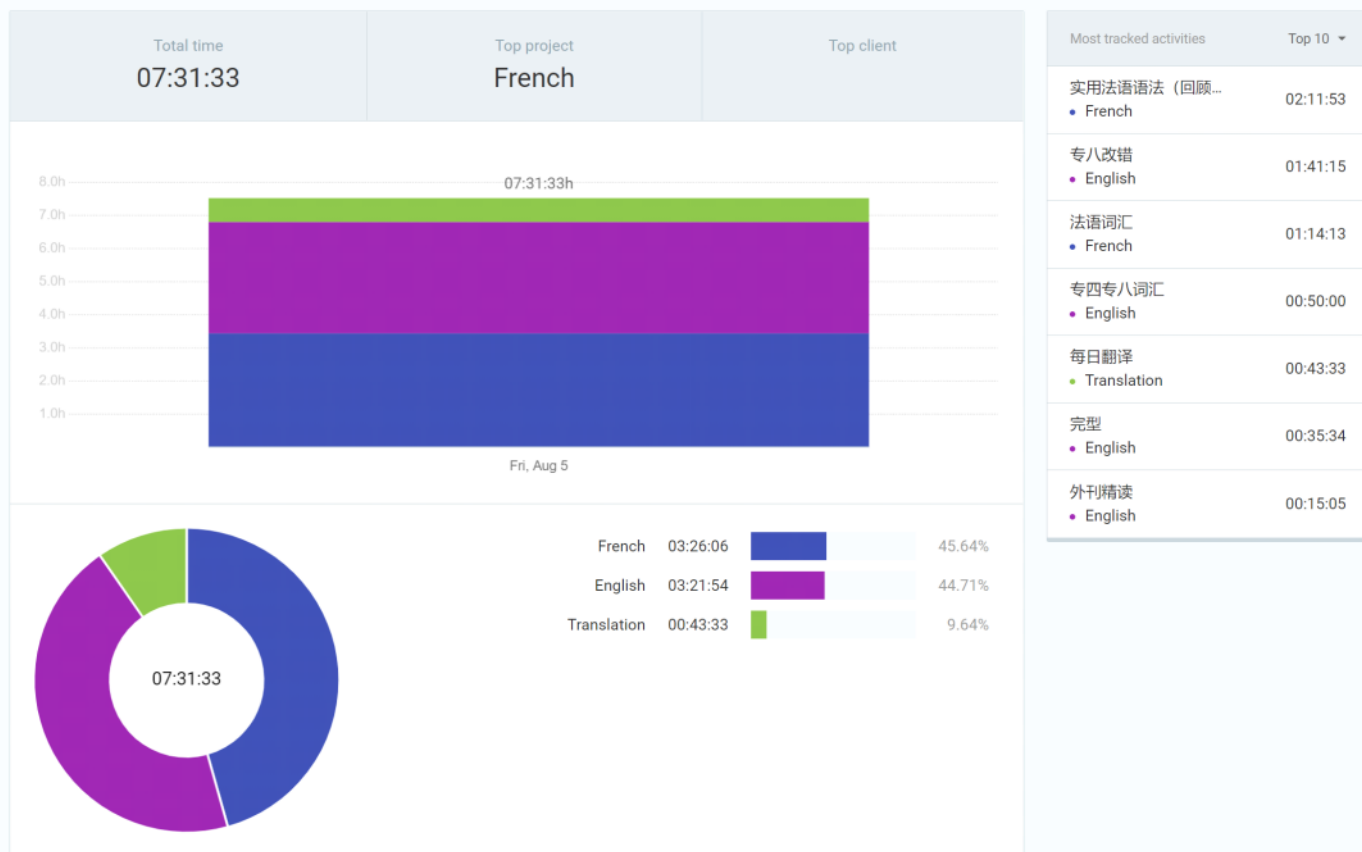 Total time
07:31:33
Top project
French
Top client
8.0h
7.0h
6.0h
5.0h
4.0h
3.0h
2.0h
1.0h
07:31:33h
Fri, Aug 5
07:31:33
French 03:26:06 45.64%
English 03:21:54 44.71%
Translation 00:43:33 9.64%
Most tracked activities Top 10
实用法语语法（回顾...
French
02:11:53
专八改错
English
01:41:15
法语词汇
French
01:14:13
专四专八词汇
English
00:50:00
每日翻译
Translation
00:43:33
完型
English
00:35:34
外刊精读
English
00:15:05